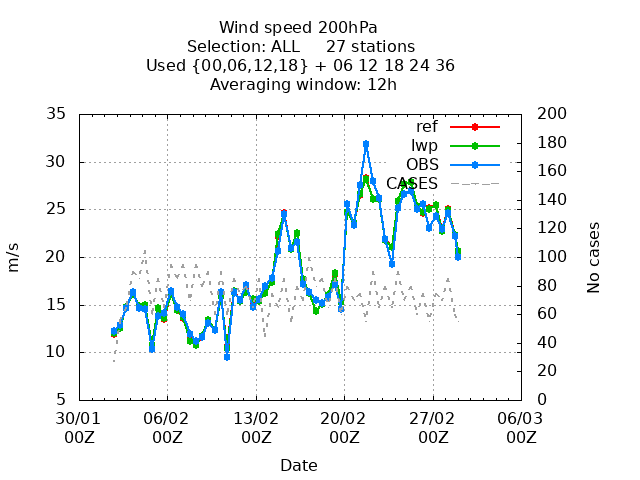 Wind speed 200hPa
Selection: ALL     27 stations
Used {00,06,12,18} + 06 12 18 24 36
Averaging window: 12h
35
30
25
20
15
10
5
m/s
200
180
160
140
120
100
80
60
40
20
0
No cases
ref
lwp
OBS
CASES
30/01 06/02 13/02 20/02 27/02 06/03
00Z 00Z 00Z 00Z 00Z 00Z
Date